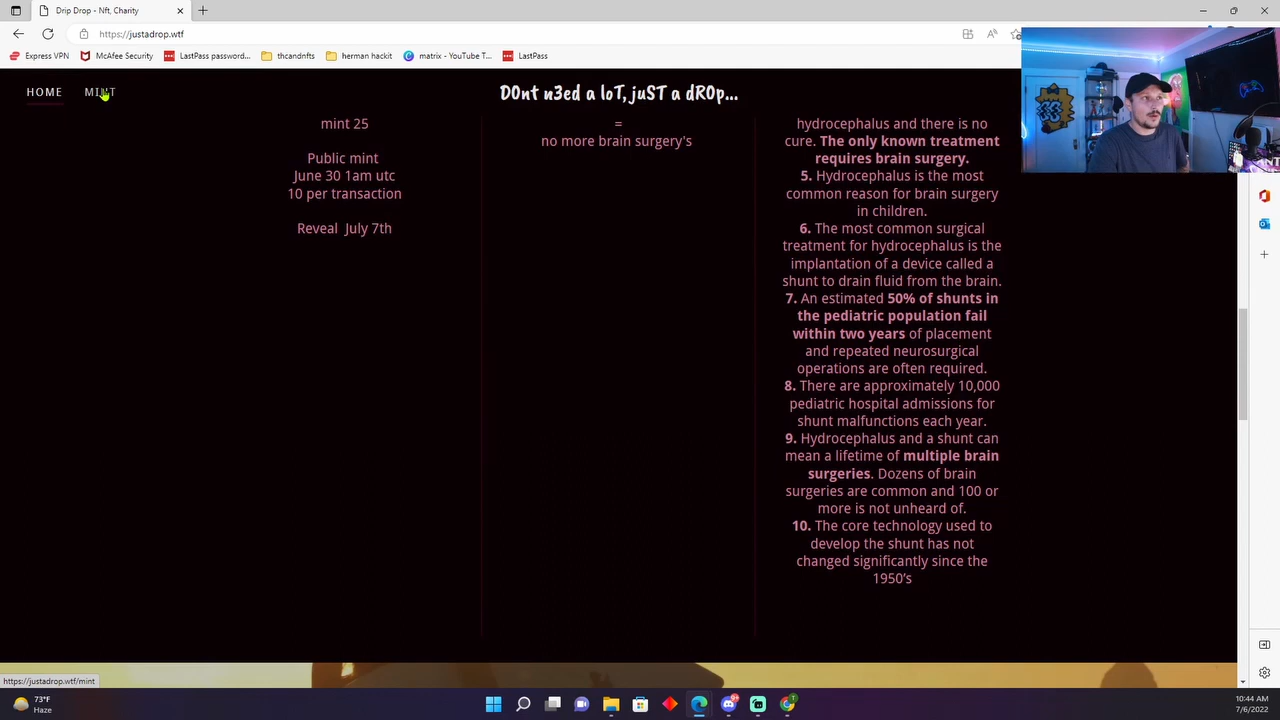 Drip Drop - Nft, Charity
https://justadrop.wtf
Express VPN
McAfee Security
LastPass password...
thcandnfts
herman hackit
matrix - YouTube T...
LastPass
HOME
MINT
DOnt n3ed a loT, juST a dROp...
mint 25
Public mint
June 30 1am utc
10 per transaction
Reveal July 7th
=
no more brain surgery's
hydrocephalus and there is no
cure. The only known treatment
requires brain surgery.
5. Hydrocephalus is the most
common reason for brain surgery
in children.
6. The most common surgical
treatment for hydrocephalus is the
implantation of a device called a
shunt to drain fluid from the brain.
7. An estimated 50% of shunts in
the pediatric population fail
within two years of placement
and repeated neurosurgical
operations are often required.
8. There are approximately 10,000
pediatric hospital admissions for
shunt malfunctions each year.
9. Hydrocephalus and a shunt can
mean a lifetime of multiple brain
surgeries. Dozens of brain
surgeries are common and 100 or
more is not unheard of.
10. The core technology used to
develop the shunt has not
changed significantly since the
1950's
https://justadrop.wtf/mint
73°F
Haze
10:44 AM
7/6/2022